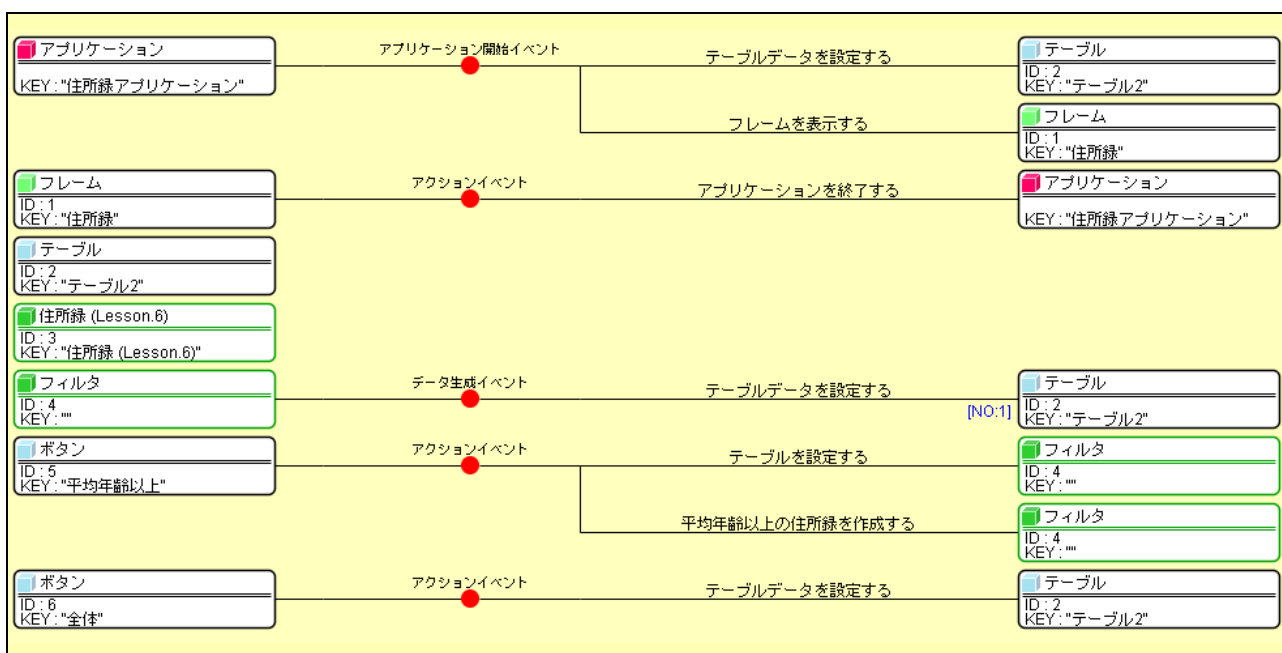 アプリケーション アプリケーション開始イベント テーブルデータを設定する テーブル
ID : 2
KEY : "住所録アプリケーション" KEY : "テーブル2"
フレームを表示する フレーム
ID : 1
KEY : "住所録"
フレーム アクションイベント アプリケーションを終了する アプリケーション
ID : 1
KEY : "住所録" KEY : "住所録アプリケーション"
テーブル
ID : 2
KEY : "テーブル2"
住所録 (Lesson.6)
ID : 3
KEY : "住所録 (Lesson.6)"
フィルタ データ生成イベント テーブルデータを設定する テーブル
ID : 4 [NO:1] ID : 2
KEY : "" KEY : "テーブル2"
ボタン アクションイベント テーブルを設定する フィルタ
ID : 5 ID : 4
KEY : "平均年齢以上" KEY : ""
平均年齢以上の住所録を作成する フィルタ
ID : 4
KEY : ""
ボタン アクションイベント テーブルデータを設定する テーブル
ID : 6 ID : 2
KEY : "全体" KEY : "テーブル2"